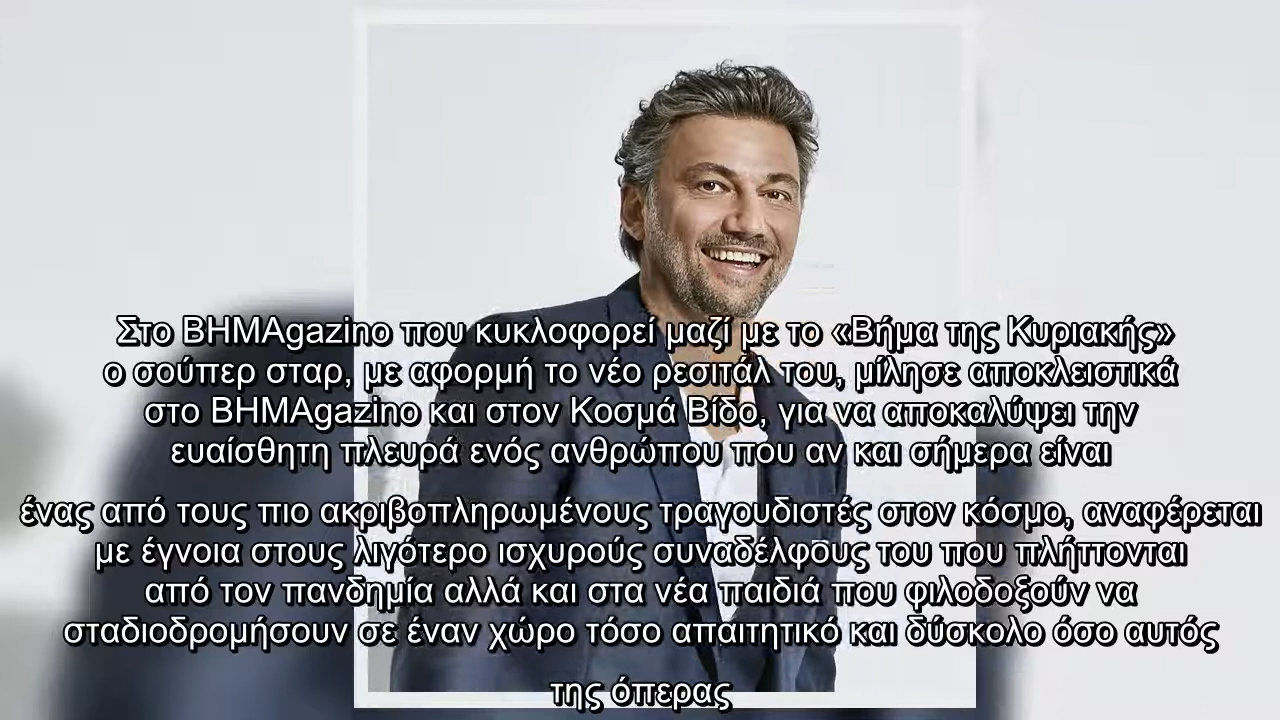 Στο BHMAgazino που κυκλοφορεί μαζί με το «Βήμα της Κυριακής»
ο σούπερ σταρ, με αφορμή το νέο ρεσιτάλ του, μίλησε αποκλειστικά
στο BHMAgazino και στον Κοσμά Βίδο, για να αποκαλύψει την
ευαίσθητη πλευρά ενός ανθρώπου που αν και σήμερα είναι
ένας από τους πιο ακριβοπληρωμένους τραγουδιστές στον κόσμο, αναφέρεται
με έγνοια στους λιγότερο ισχυρούς συναδέλφους του που πλήττονται
από τον πανδημία αλλά και στα νέα παιδιά που φιλοδοξούν να
σταδιοδρομήσουν σε έναν χώρο τόσο απαιτητικό και δύσκολο όσο αυτός
της όπερας